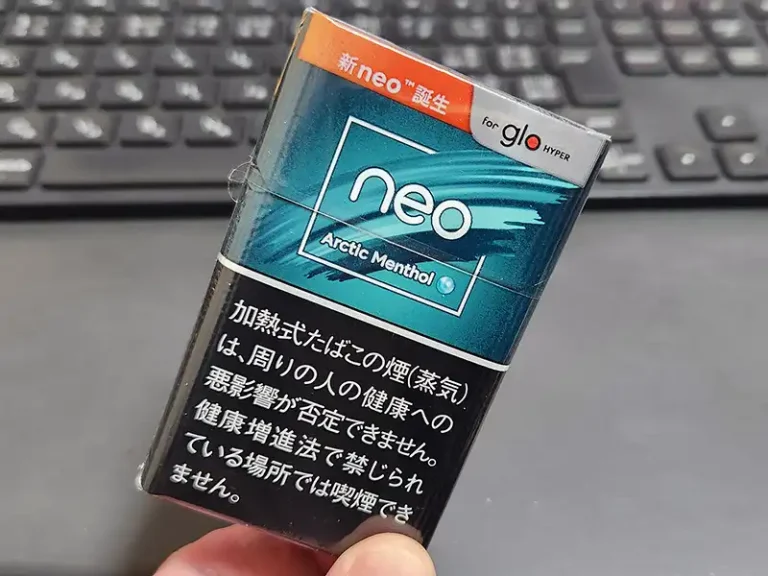 新neo™誕生
for glo HYPER
neo
Arctic Menthol
加熱式たばこの煙(蒸気)
は、周りの人の健康への
悪影響が否定できません。
健康増進法で禁じられ
ている場所では喫煙でき
ません。